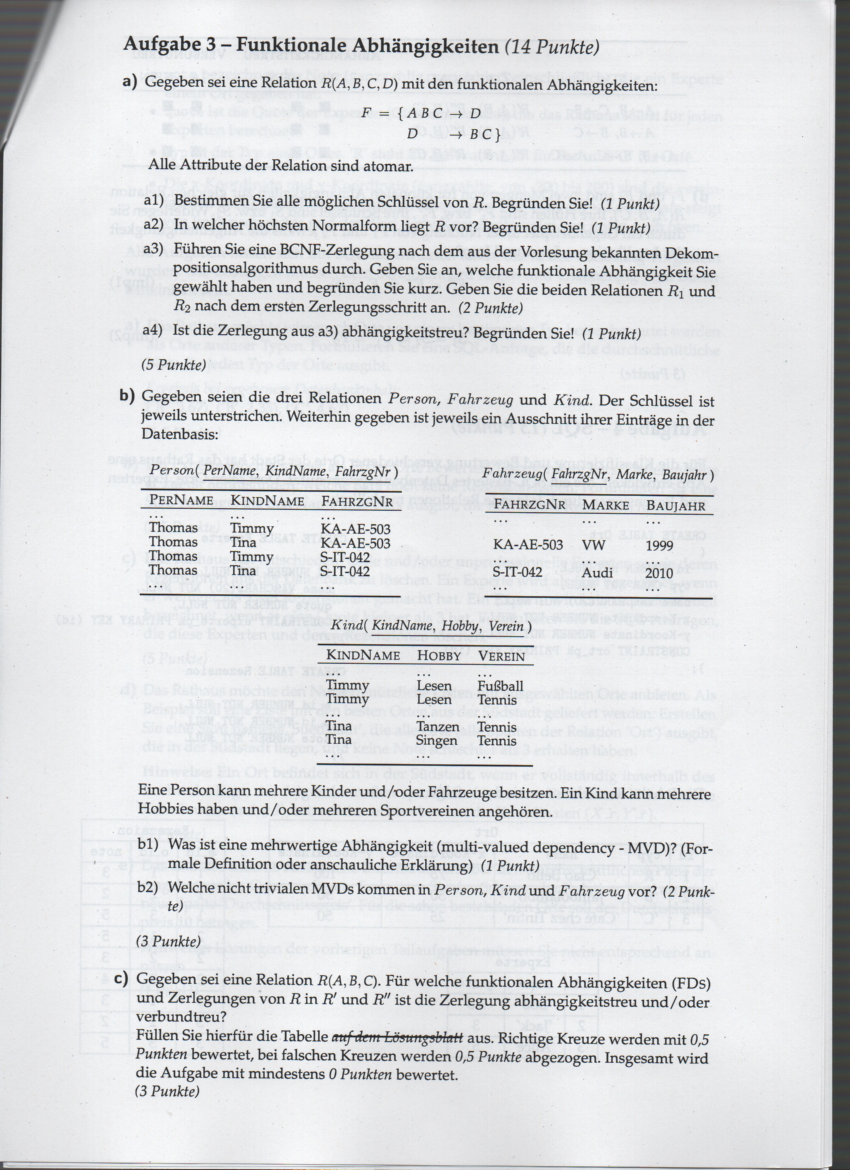 Aufgabe 3 – Funktionale Abhängigkeiten (14 Punkte)
a) Gegeben sei eine Relation R(A, B, C, D) mit den funktionalen Abhängigkeiten:
F = { A B C → D
D → B C }
Alle Attribute der Relation sind atomar.
a1) Bestimmen Sie alle möglichen Schlüssel von R. Begründen Sie! (1 Punkt)
a2) In welcher höchsten Normalform liegt R vor? Begründen Sie! (1 Punkt)
a3) Führen Sie eine BCNF-Zerlegung nach dem aus der Vorlesung bekannten Dekom-
positionsalgorithmus durch. Geben Sie an, welche funktionale Abhängigkeit Sie
gewählt haben und begründen Sie kurz. Geben Sie die beiden Relationen R1 und
R2 nach dem ersten Zerlegungsschritt an. (2 Punkte)
a4) Ist die Zerlegung aus a3) abhängigkeitstreu? Begründen Sie! (1 Punkt)
(5 Punkte)
b) Gegeben seien die drei Relationen Person, Fahrzeug und Kind. Der Schlüssel ist
jeweils unterstrichen. Weiterhin gegeben ist jeweils ein Ausschnitt ihrer Einträge in der
Datenbasis:
Person( PerName, KindName, FahrzgNr )
PERNAME KINDNAME FAHRZGNR
... ... ...
Thomas Timmy KA-AE-503
Thomas Tina KA-AE-503
Thomas Timmy S-IT-042
Thomas Tina S-IT-042
... ... ...
Fahrzeug( FahrzgNr, Marke, Baujahr )
FAHRZGNR MARKE BAUJAHR
... ... ...
KA-AE-503 VW 1999
... ... ...
S-IT-042 Audi 2010
... ... ...
Kind( KindName, Hobby, Verein )
KINDNAME HOBBY VEREIN
... ... ...
Timmy Lesen Fußball
Timmy Lesen Tennis
... ... ...
Tina Tanzen Tennis
Tina Singen Tennis
... ... ...
Eine Person kann mehrere Kinder und/oder Fahrzeuge besitzen. Ein Kind kann mehrere
Hobbies haben und/oder mehreren Sportvereinen angehören.
b1) Was ist eine mehrwertige Abhängigkeit (multi-valued dependency - MVD)? (For-
male Definition oder anschauliche Erklärung) (1 Punkt)
b2) Welche nicht trivialen MVDs kommen in Person, Kind und Fahrzeug vor? (2 Punk-
te)
(3 Punkte)
c) Gegeben sei eine Relation R(A, B, C). Für welche funktionalen Abhängigkeiten (FDs)
und Zerlegungen von R in R′ und R″ ist die Zerlegung abhängigkeitstreu und/oder
verbundtreu?
Füllen Sie hierfür die Tabelle auf dem Lösungsblatt aus. Richtige Kreuze werden mit 0,5
Punkten bewertet, bei falschen Kreuzen werden 0,5 Punkte abgezogen. Insgesamt wird
die Aufgabe mit mindestens 0 Punkten bewertet.
(3 Punkte)